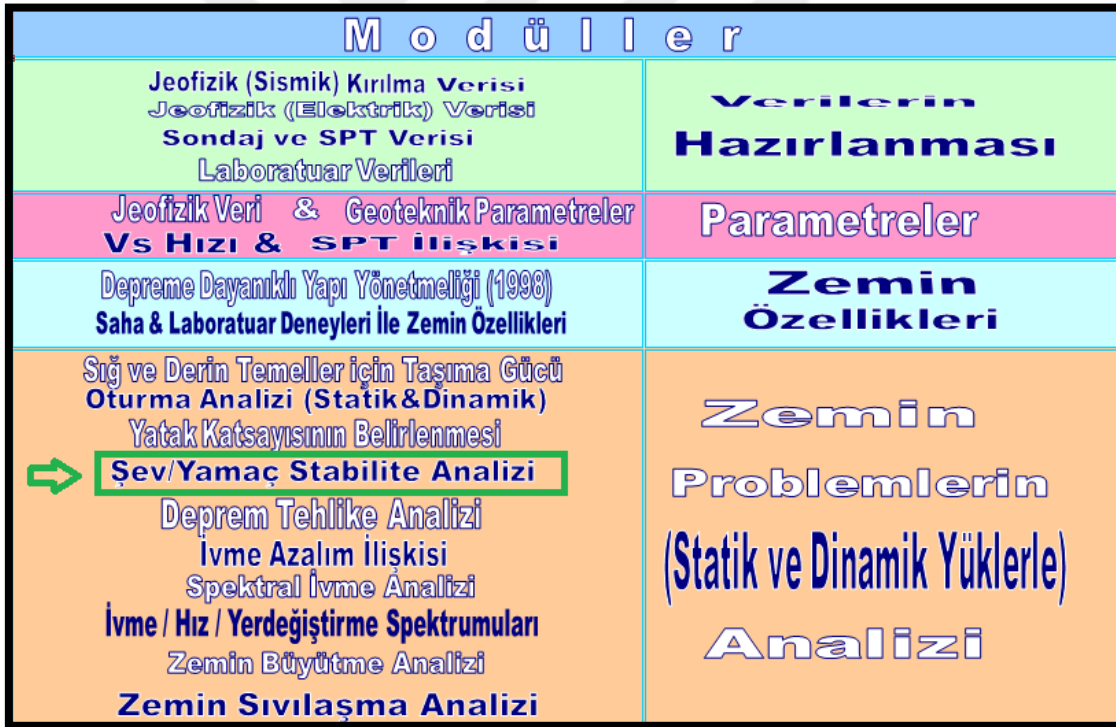 Modüller
Jeofizik (Sismik) Kırılma Verisi
Jeofizik (Elektrik) Verisi
Sondaj ve SPT Verisi
Laboratuar Verileri
Verilerin
Hazırlanması
Jeofizik Veri & Geoteknik Parametreler
Vs Hızı & SPT İlişkisi
Parametreler
Depreme Dayanıklı Yapı Yönetmeliği (1998)
Saha & Laboratuar Deneyleri İle Zemin Özellikleri
Zemin
Özellikleri
Sığ ve Derin Temeller için Taşıma Gücü
Oturma Analizi (Statik&Dinamik)
Yatak Katsayısının Belirlenmesi
Şev/Yamaç Stabilite Analizi
Deprem Tehlike Analizi
İvme Azalım İlişkisi
Spektral İvme Analizi
İvme / Hız / Yerdeğiştirme Spektrumuları
Zemin Büyütme Analizi
Zemin Sıvılaşma Analizi
Zemin
Problemlerin
(Statik ve Dinamik Yüklerle)
Analizi